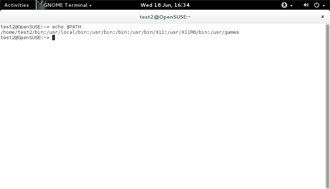 Activities GNOME Terminal Wed 18 Jun, 16:34
test2@OpenSUSE:~
test2@OpenSUSE:~> echo $PATH
/home/test2/bin:/usr/local/bin:/usr/bin:/bin:/usr/bin/X11:/usr/X11R6/bin:/usr/games
test2@OpenSUSE:~>